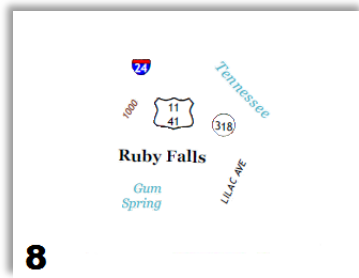 24
Tennessee
1000
11
41
318
Ruby Falls
Gum
Spring
LILAC AVE
8